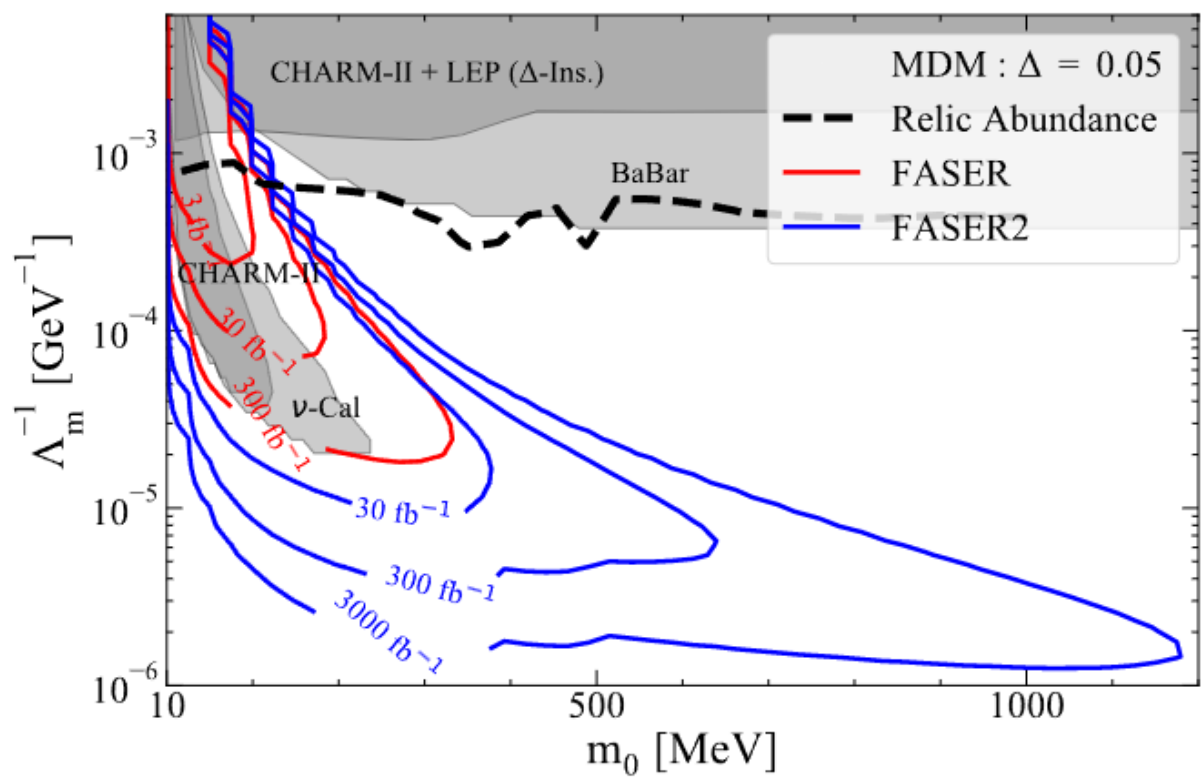 CHARM-II + LEP (Δ-Ins.)
MDM : Δ = 0.05
Relic Abundance
FASER
FASER2
BaBar
3 fb⁻¹
CHARM-II
30 fb⁻¹
300 fb⁻¹
ν-Cal
30 fb⁻¹
300 fb⁻¹
3000 fb⁻¹
10⁻³
10⁻⁴
10⁻⁵
10⁻⁶
Λₘ⁻¹ [GeV⁻¹]
10
500
1000
m₀ [MeV]